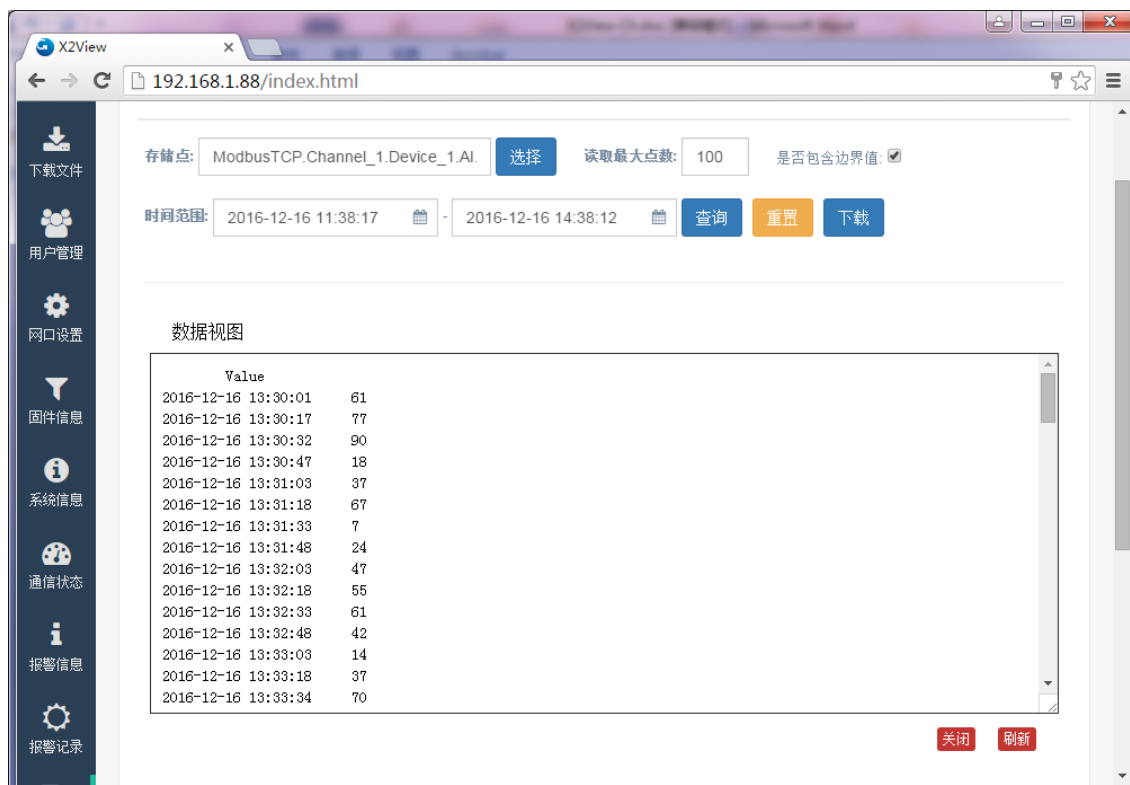 X2View
192.168.1.88/index.html
下载文件
用户管理
网口设置
固件信息
系统信息
通信状态
报警信息
报警记录
存储点: ModbusTCP.Channel_1.Device_1.AI. 选择 读取最大点数: 100 是否包含边界值:
时间范围: 2016-12-16 11:38:17 - 2016-12-16 14:38:12 查询 重置 下载
数据视图
Value
2016-12-16 13:30:01 61
2016-12-16 13:30:17 77
2016-12-16 13:30:32 90
2016-12-16 13:30:47 18
2016-12-16 13:31:03 37
2016-12-16 13:31:18 67
2016-12-16 13:31:33 7
2016-12-16 13:31:48 24
2016-12-16 13:32:03 47
2016-12-16 13:32:18 55
2016-12-16 13:32:33 61
2016-12-16 13:32:48 42
2016-12-16 13:33:03 14
2016-12-16 13:33:18 37
2016-12-16 13:33:34 70
关闭 刷新